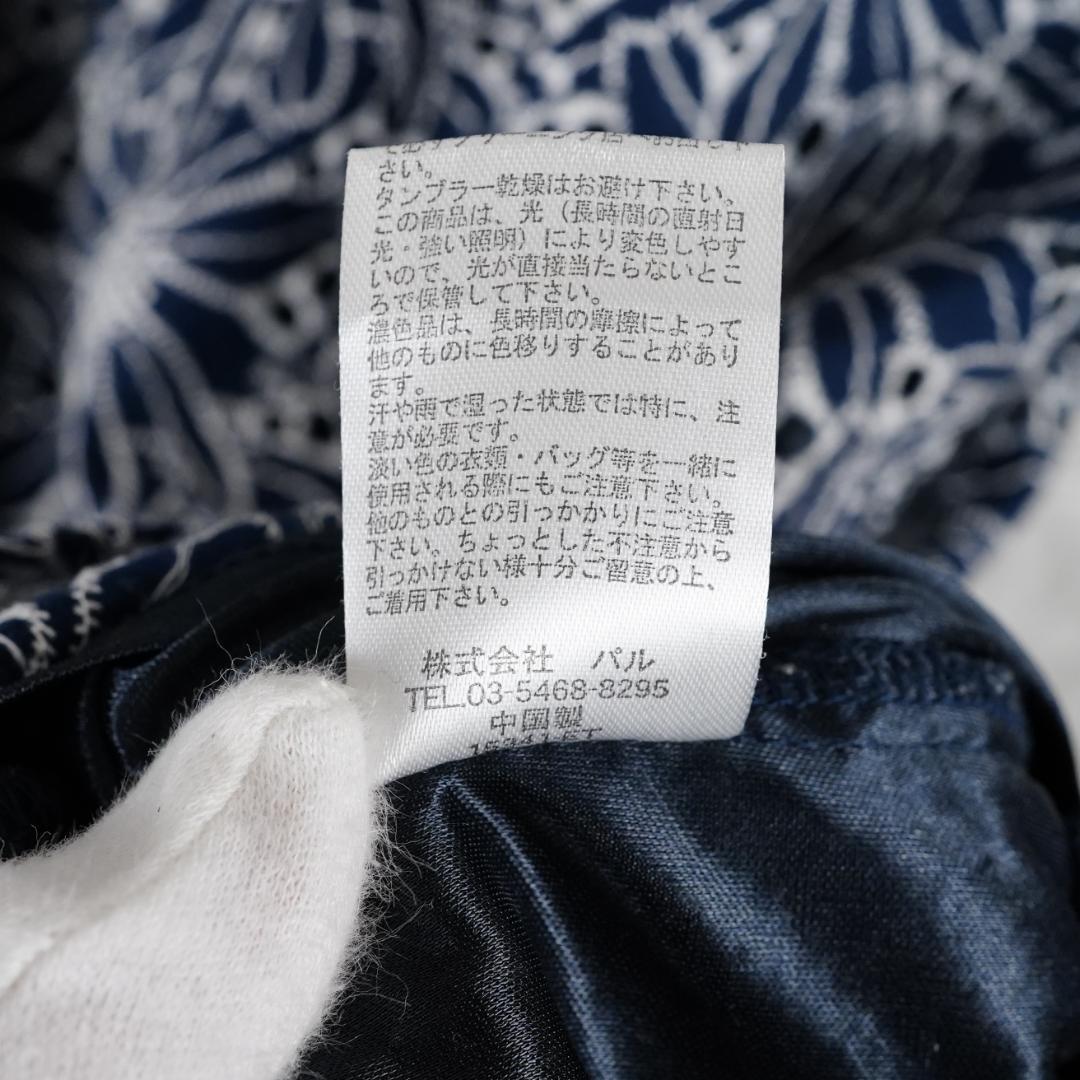 さい。
タンブラー乾燥はお避け下さい。
この商品は、光（長時間の直射日
光・強い照明）により変色しやす
いので、光が直接当たらないとこ
ろで保管して下さい。
濃色品は、長時間の摩擦によって
他のものに色移りすることがあり
ます。
汗や雨で湿った状態では特に、注
意が必要です。
淡い色の衣類・バッグ等を一緒に
使用される際にもご注意下さい。
他のものとの引っかかりにご注意
下さい。ちょっとした不注意から
引っかけない様十分ご留意の上、
ご着用下さい。
株式会社　パル
TEL.03-5468-8295
中国製